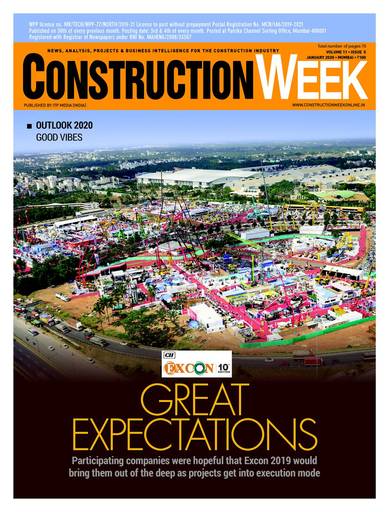 WPP licence no. MR/TECH/WPP-77/NORTH/2019-21 License to post without prepayment Postal Registration No. MCN/166/2019-2021
Published on 30th of every previous month. Posting date: 3rd & 4th of every month. Posted at Patrika Channel Sorting Office, Mumbai-400001
Registered with Registrar of Newspapers under RNI No. MAHENG/2008/33507
Total number of pages 70
NEWS, ANALYSIS, PROJECTS & BUSINESS INTELLIGENCE FOR THE CONSTRUCTION INDUSTRY
VOLUME 11 • ISSUE 5
JANUARY 2020 • MUMBAI • ₹100
CONSTRUCTION WEEK
PUBLISHED BY ITP MEDIA (INDIA)
WWW.CONSTRUCTIONWEEKONLINE.IN
■ OUTLOOK 2020
GOOD VIBES
CII
EXCON 10
GREAT
EXPECTATIONS
Participating companies were hopeful that Excon 2019 would
bring them out of the deep as projects get into execution mode